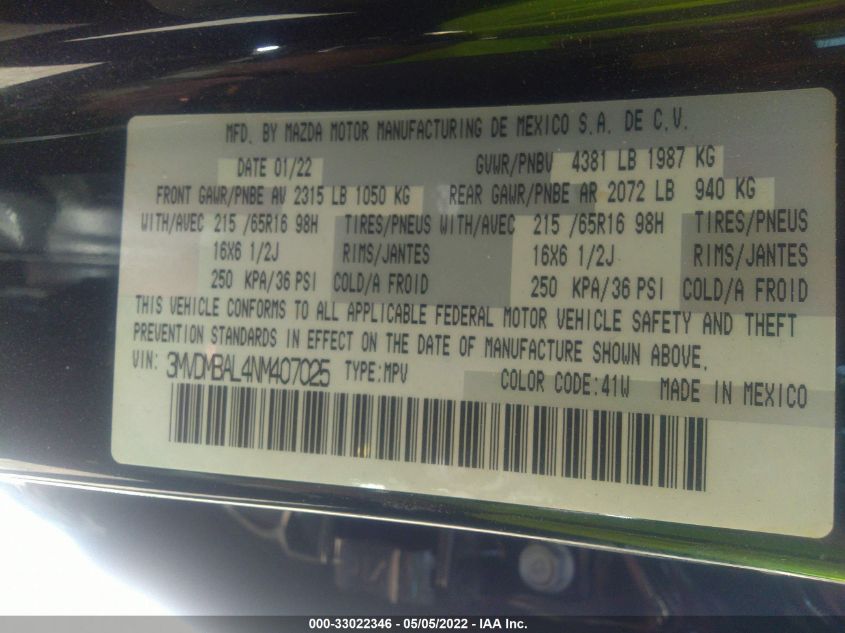 MFD. BY MAZDA MOTOR MANUFACTURING DE MEXICO S.A. DE C.V.
DATE 01/22 GVWR/PNBV 4381 LB 1987 KG
FRONT GAWR/PNBE AV 2315 LB 1050 KG REAR GAWR/PNBE AR 2072 LB 940 KG
WITH/AVEC 215 /65R16 98H TIRES/PNEUS WITH/AVEC 215 /65R16 98H TIRES/PNEUS
16X6 1/2J RIMS/JANTES 16X6 1/2J RIMS/JANTES
250 KPA/36 PSI COLD/A FROID 250 KPA/36 PSI COLD/A FROID
THIS VEHICLE CONFORMS TO ALL APPLICABLE FEDERAL MOTOR VEHICLE SAFETY AND THEFT
PREVENTION STANDARDS IN EFFECT ON THE DATE OF MANUFACTURE SHOWN ABOVE.
VIN: 3MVDMBAL4NM407025 TYPE:MPV COLOR CODE:41W MADE IN MEXICO
000-33022346 - 05/05/2022 - IAA Inc.